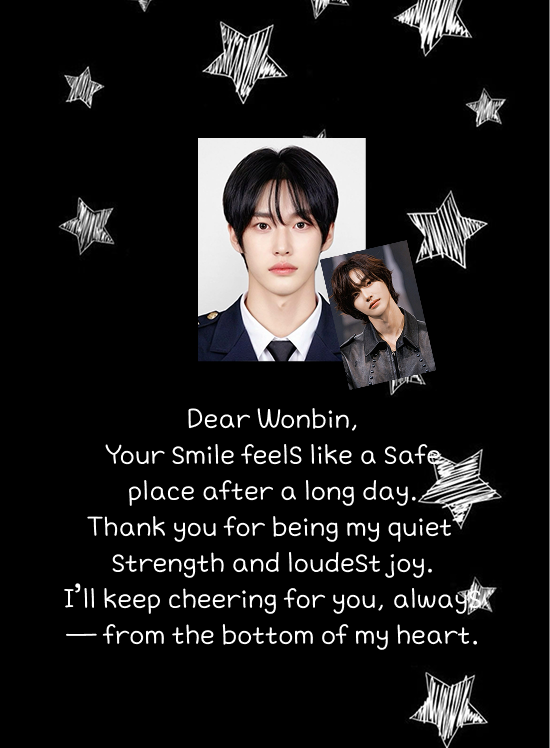 Dear Wonbin,
Your Smile feelS like a Safe
place after a long day.
Thank you for being my quiet
Strength and loudeSt joy.
I'll keep cheering for you, alwayS.
— from the bottom of my heart.